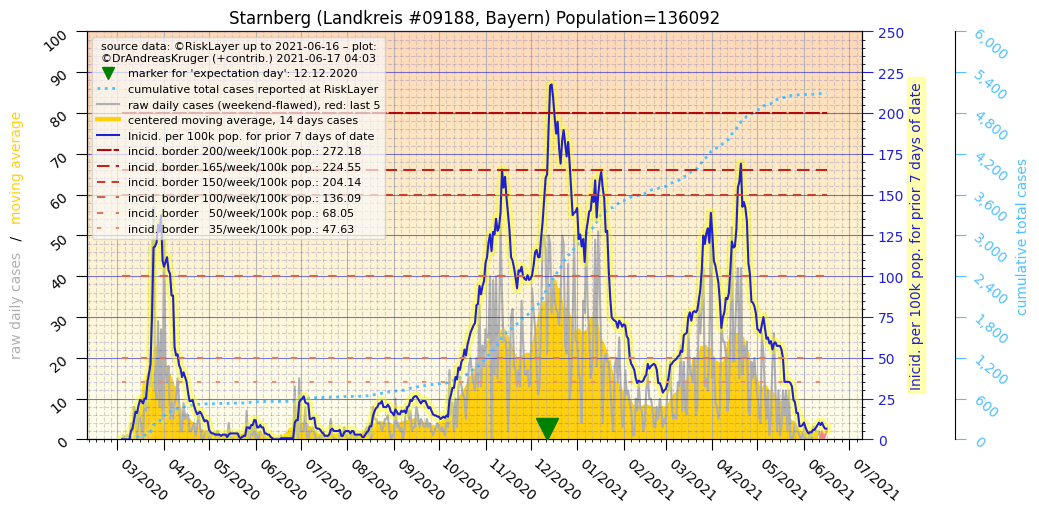 Starnberg (Landkreis #09188, Bayern) Population=136092
source data: ©RiskLayer up to 2021-06-16 – plot:
©DrAndreasKruger (+contrib.) 2021-06-17 04:03
marker for 'expectation day': 12.12.2020
cumulative total cases reported at RiskLayer
raw daily cases (weekend-flawed), red: last 5
centered moving average, 14 days cases
Inicid. per 100k pop. for prior 7 days of date
incid. border 200/week/100k pop.: 272.18
incid. border 165/week/100k pop.: 224.55
incid. border 150/week/100k pop.: 204.14
incid. border 100/week/100k pop.: 136.09
incid. border   50/week/100k pop.: 68.05
incid. border   35/week/100k pop.: 47.63
raw daily cases / moving average
100
90
80
70
60
50
40
30
20
10
0
250
225
200
175
150
125
100
75
50
25
0
Inicid. per 100k pop. for prior 7 days of date
6,000
5,400
4,800
4,200
3,600
3,000
2,400
1,800
1,200
600
0
cumulative total cases
03/2020
04/2020
05/2020
06/2020
07/2020
08/2020
09/2020
10/2020
11/2020
12/2020
01/2021
02/2021
03/2021
04/2021
05/2021
06/2021
07/2021